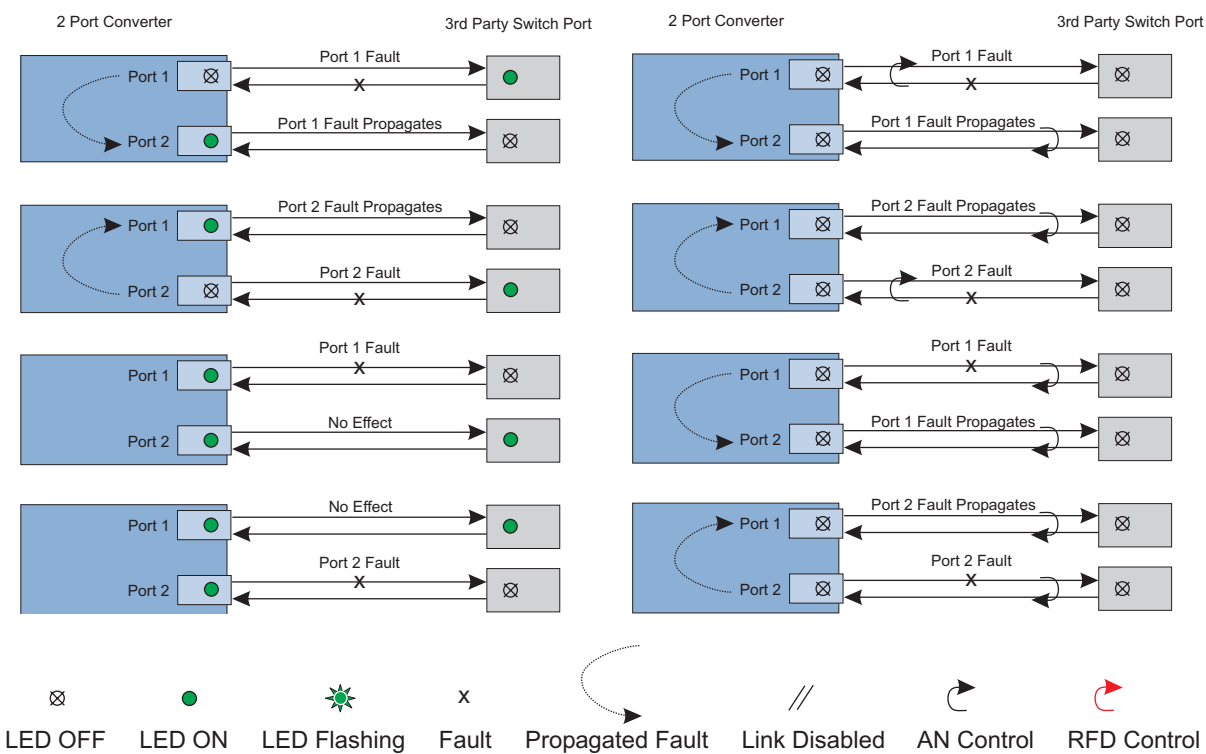 2 Port Converter
3rd Party Switch Port
Port 1
Port 1 Fault
x
Port 2
Port 1 Fault Propagates
Port 1
Port 2 Fault Propagates
Port 2
Port 2 Fault
x
Port 1
Port 1 Fault
x
Port 2
No Effect
Port 1
No Effect
Port 2
Port 2 Fault
x
2 Port Converter
3rd Party Switch Port
Port 1
Port 1 Fault
x
Port 2
Port 1 Fault Propagates
Port 1
Port 2 Fault Propagates
Port 2
Port 2 Fault
x
Port 1
Port 1 Fault
x
Port 2
Port 1 Fault Propagates
Port 1
Port 2 Fault Propagates
Port 2
Port 2 Fault
x
x
LED OFF
LED ON
LED Flashing
Fault
Propagated Fault
Link Disabled
AN Control
RFD Control